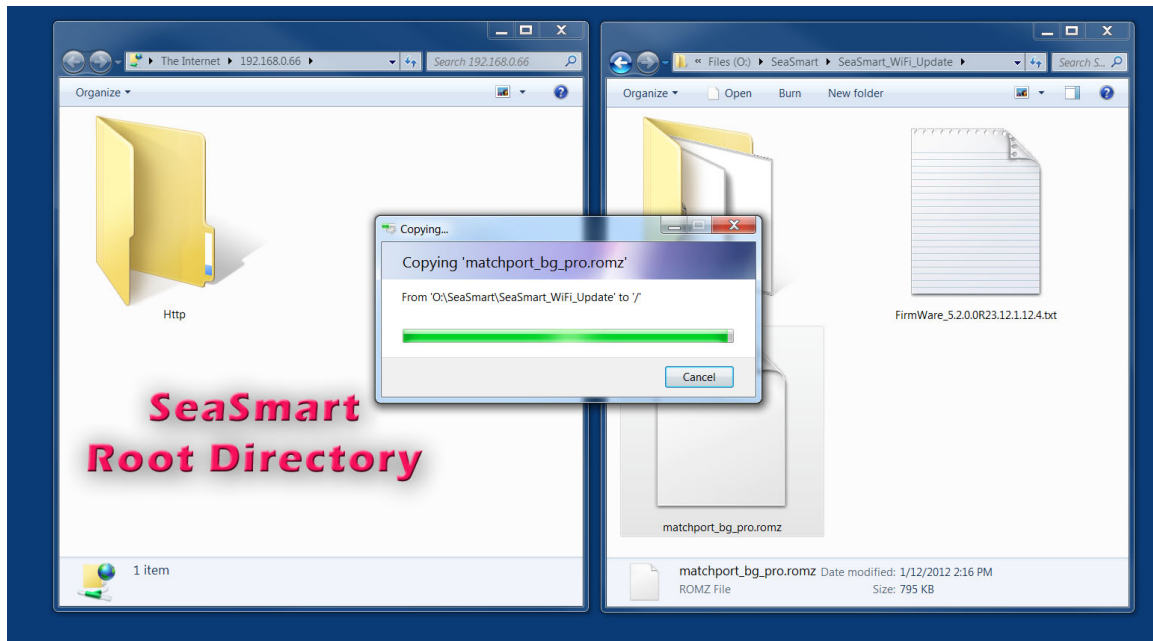 The Internet 192.168.0.66
Search 192.168.0.66
Organize
Http
SeaSmart
Root Directory
1 item
« Files (O:) SeaSmart SeaSmart_WiFi_Update
Search S...
Organize Open Burn New folder
FirmWare_5.2.0.0R23.12.1.12.4.txt
matchport_bg_pro.romz
matchport_bg_pro.romz Date modified: 1/12/2012 2:16 PM
ROMZ File Size: 795 KB
Copying...
Copying 'matchport_bg_pro.romz'
From 'O:\SeaSmart\SeaSmart_WiFi_Update' to '/'
Cancel